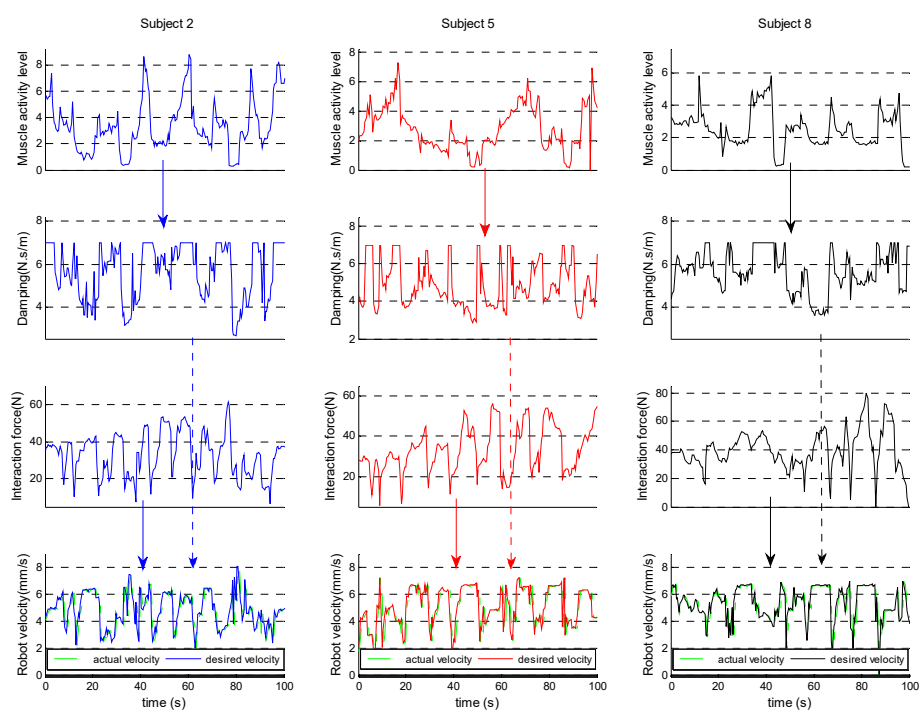 Subject 2
Subject 5
Subject 8
Muscle activity level
8
6
4
2
0
Muscle activity level
8
6
4
2
0
Muscle activity level
6
4
2
0
Damping(N.s/m)
8
6
4
Damping(N.s/m)
8
6
4
2
Damping(N.s/m)
8
6
4
Interaction force(N)
60
40
20
Interaction force(N)
60
40
20
Interaction force(N)
80
60
40
20
0
Robot velocity(mm/s)
8
6
4
2
0
actual velocity
desired velocity
0 20 40 60 80 100
time (s)
Robot velocity(mm/s)
8
6
4
2
0
actual velocity
desired velocity
0 20 40 60 80 100
time (s)
Robot velocity(mm/s)
8
6
4
2
0
actual velocity
desired velocity
0 20 40 60 80 100
time (s)